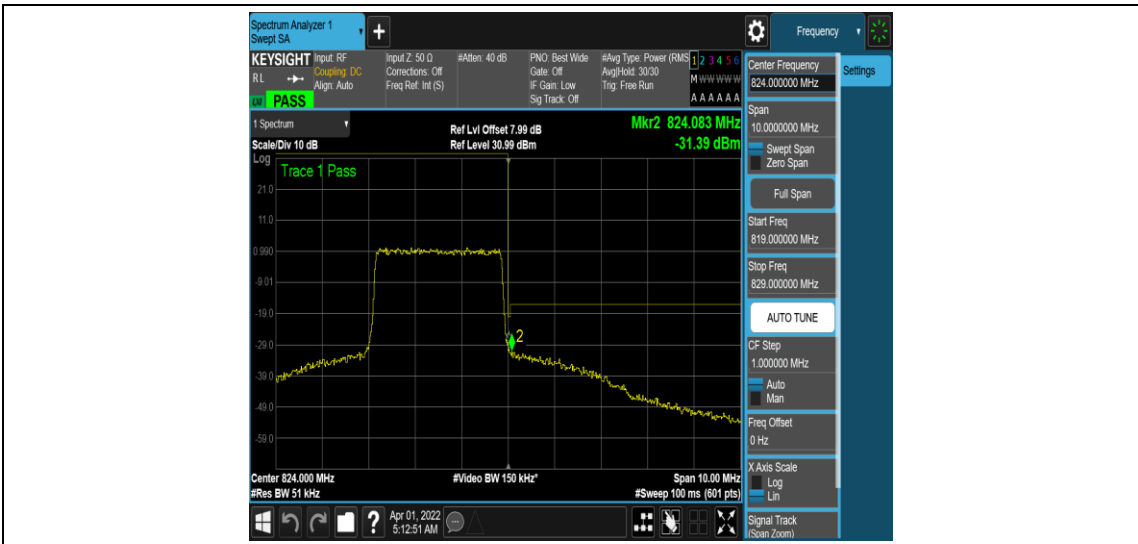 Spectrum Analyzer 1
Swept SA
+
Frequency
KEYSIGHT
Input: RF
Input Z: 50 Ω
#Atten: 40 dB
PNO: Best Wide
#Avg Type: Power (RMS
1 2 3 4 5 6
R L
Coupling: DC
Corrections: Off
Gate: Off
Avg|Hold: 30/30
M W W W W W
Align: Auto
Freq Ref: Int (S)
IF Gain: Low
Trig: Free Run
Sig Track: Off
A A A A A A
LXI PASS
1 Spectrum
Ref Lvl Offset 7.99 dB
Mkr2 824.083 MHz
Scale/Div 10 dB
Ref Level 30.99 dBm
-31.39 dBm
Log
Trace 1 Pass
21.0
11.0
0.990
-9.01
-19.0
-29.0
-39.0
-49.0
-59.0
2
Center 824.000 MHz
#Video BW 150 kHz*
Span 10.00 MHz
#Res BW 51 kHz
#Sweep 100 ms (601 pts)
?
Apr 01, 2022
5:12:51 AM
Center Frequency
824.000000 MHz
Settings
Span
10.0000000 MHz
Swept Span
Zero Span
Full Span
Start Freq
819.000000 MHz
Stop Freq
829.000000 MHz
AUTO TUNE
CF Step
1.000000 MHz
Auto
Man
Freq Offset
0 Hz
X Axis Scale
Log
Lin
Signal Track
(Span Zoom)